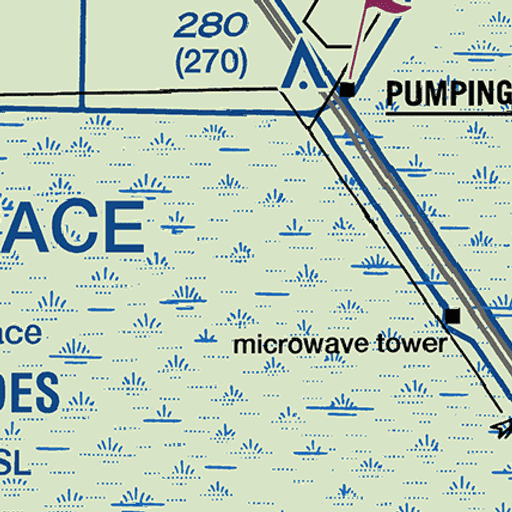 280
(270)
PUMPING
ACE
ace
microwave tower
DES
SL